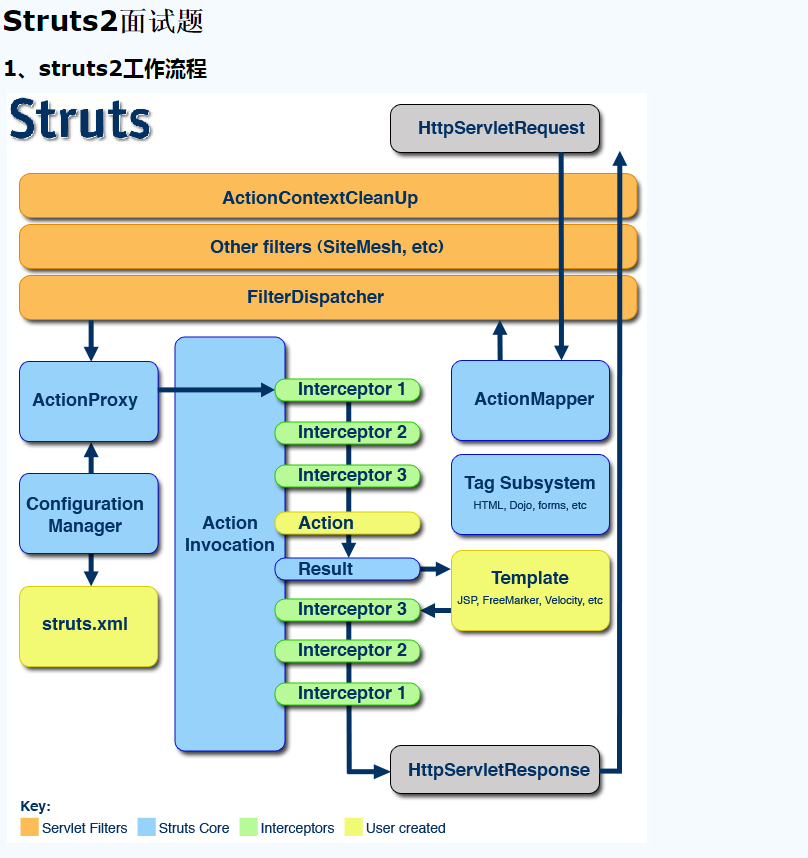 Struts2面试题
1、struts2工作流程
Struts
HttpServletRequest
ActionContextCleanUp
Other filters (SiteMesh, etc)
FilterDispatcher
ActionProxy
Interceptor 1
ActionMapper
Interceptor 2
Interceptor 3
Tag Subsystem
HTML, Dojo, forms, etc
Configuration
Manager
Action
Invocation
Action
Result
Template
JSP, FreeMarker, Velocity, etc
struts.xml
Interceptor 3
Interceptor 2
Interceptor 1
HttpServletResponse
Key:
Servlet Filters
Struts Core
Interceptors
User created